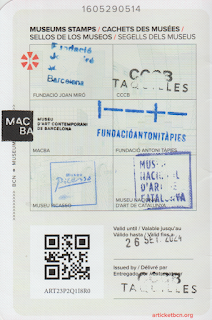 1605290514
MUSEUMS STAMPS / CACHETS DES MUSÉES /
SELLOS DE LOS MUSEOS / SEGELLS DELS MUSEUS
Fundació
Joan Miró
Barcelona
CCCB
TAQUILLES
FUNDACIÓ JOAN MIRÓ
CCCB
MAC
BA
MUSEU
D'ART CONTEMPORANI
DE BARCELONA
FUNDACIÓANTONITÀPIES
MACBA
FUNDACIÓ ANTONI TÀPIES
MUSEU
picasso
MUSEU
NACIONAL
D'ART DE
CATALUNYA
MUSEU PICASSO
MUSEU NACIONAL
D'ART DE CATALUNYA
Valid until / Valable jusqu'au
Válido hasta / Vàlid fins a
26 SET. 2024
Issued by / Délivré par
CCCB
TAQUILLES
ART23P2Q118R0
articketbcn.org